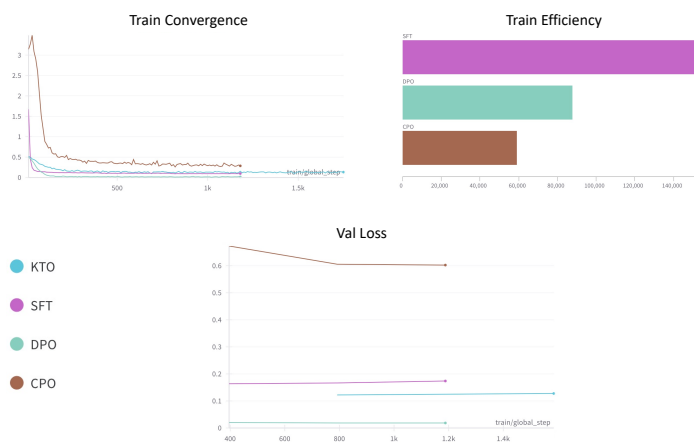 Train Convergence
3
2.5
2
1.5
1
0.5
0
500
1k
1.5k
train/global_step
Train Efficiency
SFT
DPO
CPO
0
20,000
40,000
60,000
80,000
100,000
120,000
140,000
KTO
SFT
DPO
CPO
Val Loss
0.6
0.5
0.4
0.3
0.2
0.1
0
400
600
800
1k
1.2k
1.4k
train/global_step